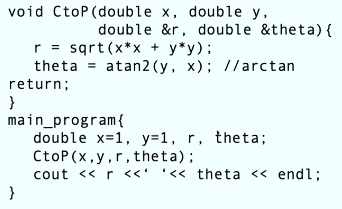 void CtoP(double x, double y,
double &r, double &theta){
r = sqrt(x*x + y*y);
theta = atan2(y, x); //arctan
return;
}
main_program{
double x=1, y=1, r, theta;
CtoP(x,y,r,theta);
cout << r <<‘ ‘<< theta << endl;
}